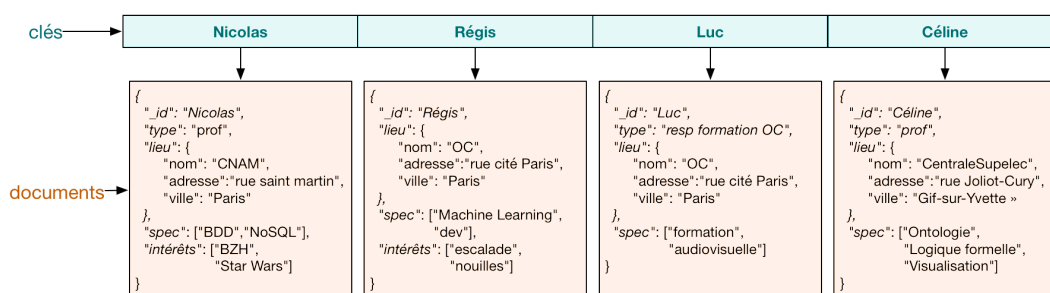 clés
Nicolas
Régis
Luc
Céline
documents
{
"_id": "Nicolas",
"type": "prof",
"lieu": {
"nom": "CNAM",
"adresse":"rue saint martin",
"ville": "Paris"
},
"spec": ["BDD","NoSQL"],
"intérêts": ["BZH",
"Star Wars"]
}
{
"_id": "Régis",
"lieu": {
"nom": "OC",
"adresse":"rue cité Paris",
"ville": "Paris"
},
"spec": ["Machine Learning",
"dev"],
"intérêts": ["escalade",
"nouilles"]
}
{
"_id": "Luc",
"type": "resp formation OC",
"lieu": {
"nom": "OC",
"adresse":"rue cité Paris",
"ville": "Paris"
},
"spec": ["formation",
"audiovisuelle"]
}
{
"_id": "Céline",
"type": "prof",
"lieu": {
"nom": "CentraleSupelec",
"adresse":"rue Joliot-Cury",
"ville": "Gif-sur-Yvette »
},
"spec": ["Ontologie",
"Logique formelle",
"Visualisation"]
}